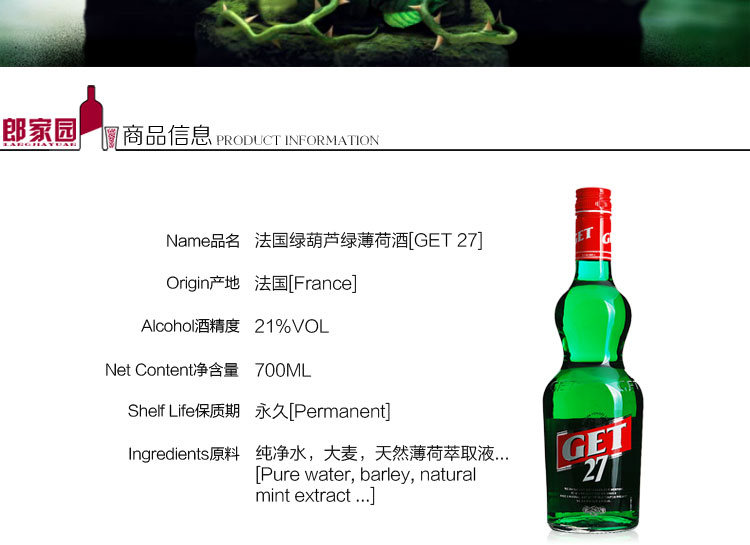 郎家园
LANGJIAYUAN
商品信息 PRODUCT INFORMATION
Name品名 法国绿葫芦绿薄荷酒[GET 27]
Origin产地 法国[France]
Alcohol酒精度 21%VOL
Net Content净含量 700ML
Shelf Life保质期 永久[Permanent]
Ingredients原料 纯净水，大麦，天然薄荷萃取液...
[Pure water, barley, natural
mint extract ...]
GET
GET
27